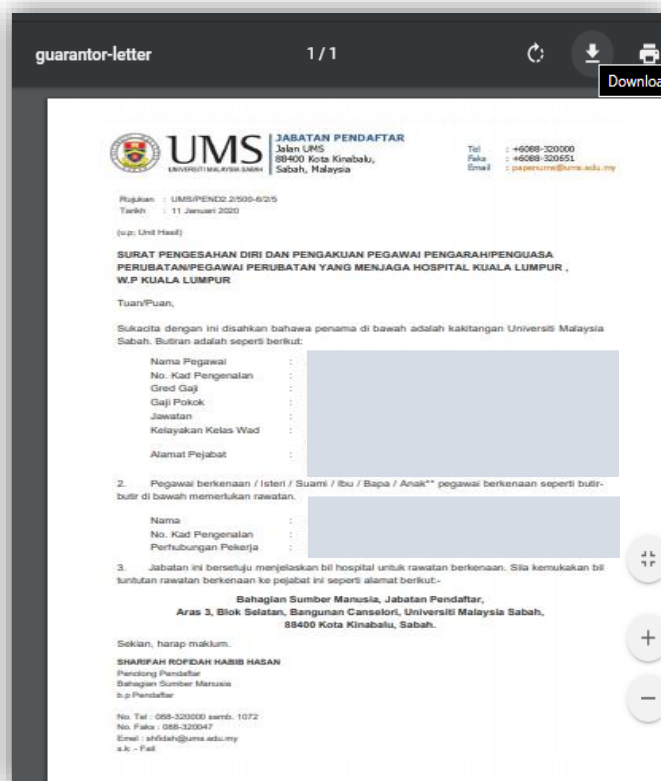 guarantor-letter
1 / 1
Downloa
UMS
UNIVERSITI MALAYSIA SABAH
JABATAN PENDAFTAR
Jalan UMS
88400 Kota Kinabalu,
Sabah, Malaysia
Tel : +6088-320000
Faks : +6088-320651
Email : papenums@ums.edu.my
Rujukan : UMS/PEND2.2/500-6/2/5
Tarikh : 11 Januari 2020
(u.p; Unit Hasil)
SURAT PENGESAHAN DIRI DAN PENGAKUAN PEGAWAI PENGARAH/PENGUASA
PERUBATAN/PEGAWAI PERUBATAN YANG MENJAGA HOSPITAL KUALA LUMPUR ,
W.P KUALA LUMPUR
Tuan/Puan,
Sukacita dengan ini disahkan bahawa penama di bawah adalah kakitangan Universiti Malaysia
Sabah. Butiran adalah seperti berikut:
Nama Pegawai :
No. Kad Pengenalan :
Gred Gaji :
Gaji Pokok :
Jawatan :
Kelayakan Kelas Wad :
Alamat Pejabat :
2. Pegawai berkenaan / Isteri / Suami / Ibu / Bapa / Anak** pegawai berkenaan seperti butir-
butir di bawah memerlukan rawatan.
Nama :
No. Kad Pengenalan :
Perhubungan Pekerja :
3. Jabatan ini bersetuju menjelaskan bil hospital untuk rawatan berkenaan. Sila kemukakan bil
tuntutan rawatan berkenaan ke pejabat ini seperti alamat berikut:-
Bahagian Sumber Manusia, Jabatan Pendaftar,
Aras 3, Blok Selatan, Bangunan Canselori, Universiti Malaysia Sabah,
88400 Kota Kinabalu, Sabah.
Sekian, harap maklum.
SHARIFAH ROFIDAH HABIB HASAN
Penolong Pendaftar
Bahagian Sumber Manusia
b.p Pendaftar
No. Tel : 088-320000 samb. 1072
No. Faks : 088-320047
Emel : shfidah@ums.edu.my
s.k - Fail